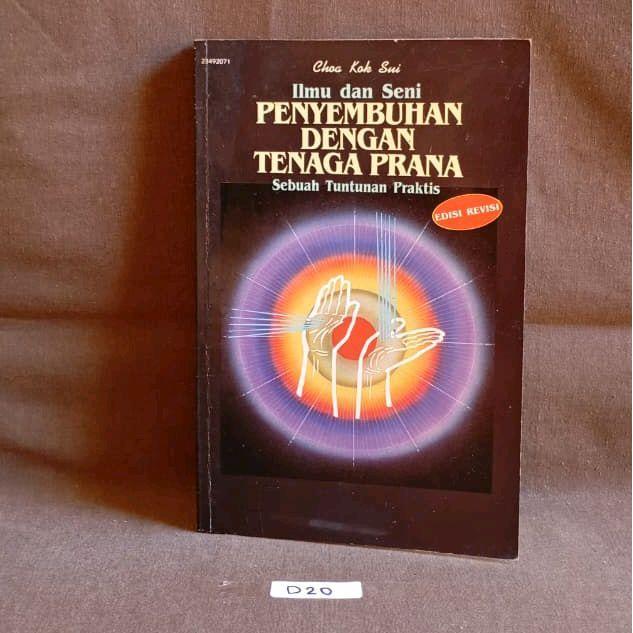 23492071
Choa Kok Sui
Ilmu dan Seni
PENYEMBUHAN
DENGAN
TENAGA PRANA
Sebuah Tuntunan Praktis
EDISI REVISI
D20